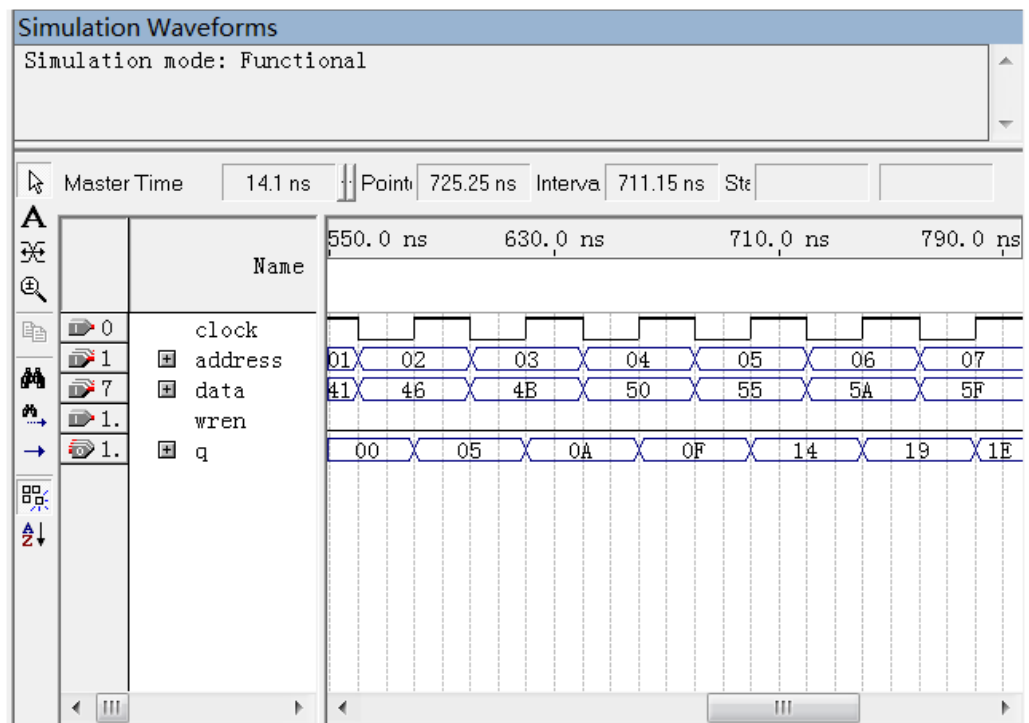 Simulation Waveforms
Simulation mode: Functional
Master Time 14.1 ns Point 725.25 ns Interva 711.15 ns Sta
A
Name 550.0 ns 630.0 ns 710.0 ns 790.0 ns
0 clock
1 address 01 02 03 04 05 06 07
7 data 41 46 4B 50 55 5A 5F
1. wren
1. q 00 05 0A 0F 14 19 1E
A
Z